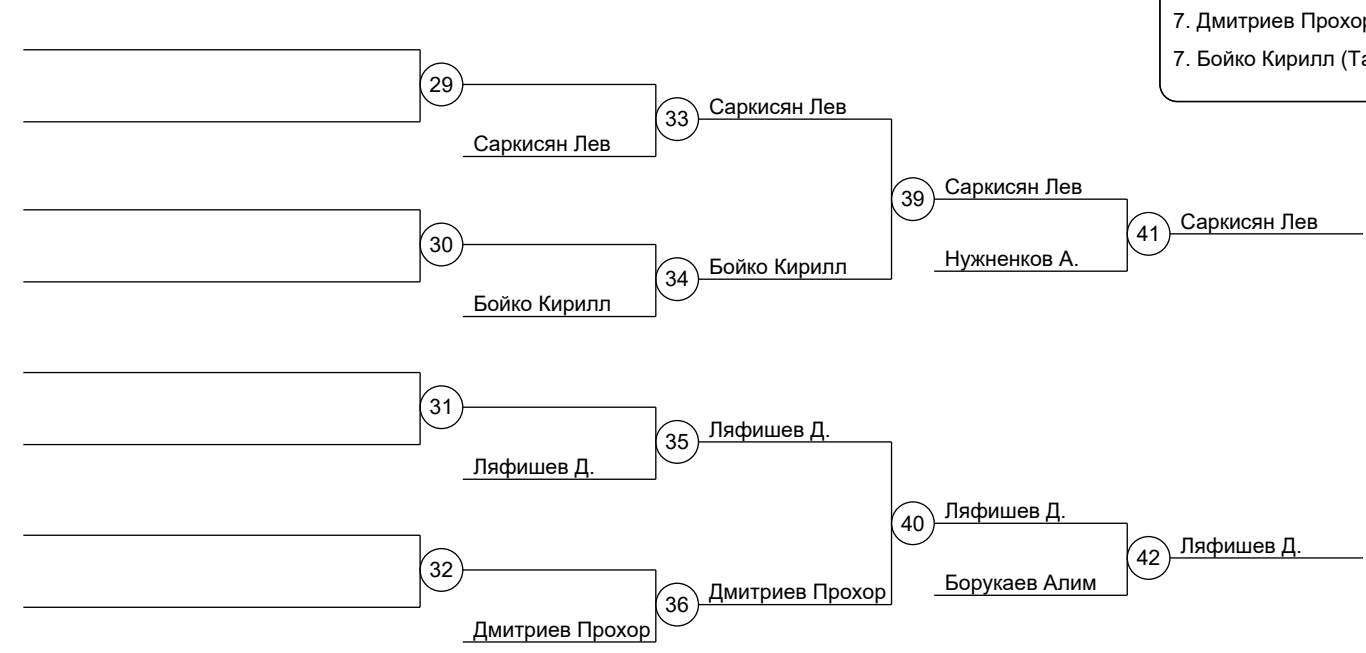 7. Дмитриев Прохор
7. Бойко Кирилл (Та
29
33
Саркисян Лев
Саркисян Лев
39
Саркисян Лев
41
Саркисян Лев
30
34
Бойко Кирилл
Нужненков А.
Бойко Кирилл
31
35
Ляфишев Д.
Ляфишев Д.
40
Ляфишев Д.
42
Ляфишев Д.
32
36
Дмитриев Прохор
Борукаев Алим
Дмитриев Прохор